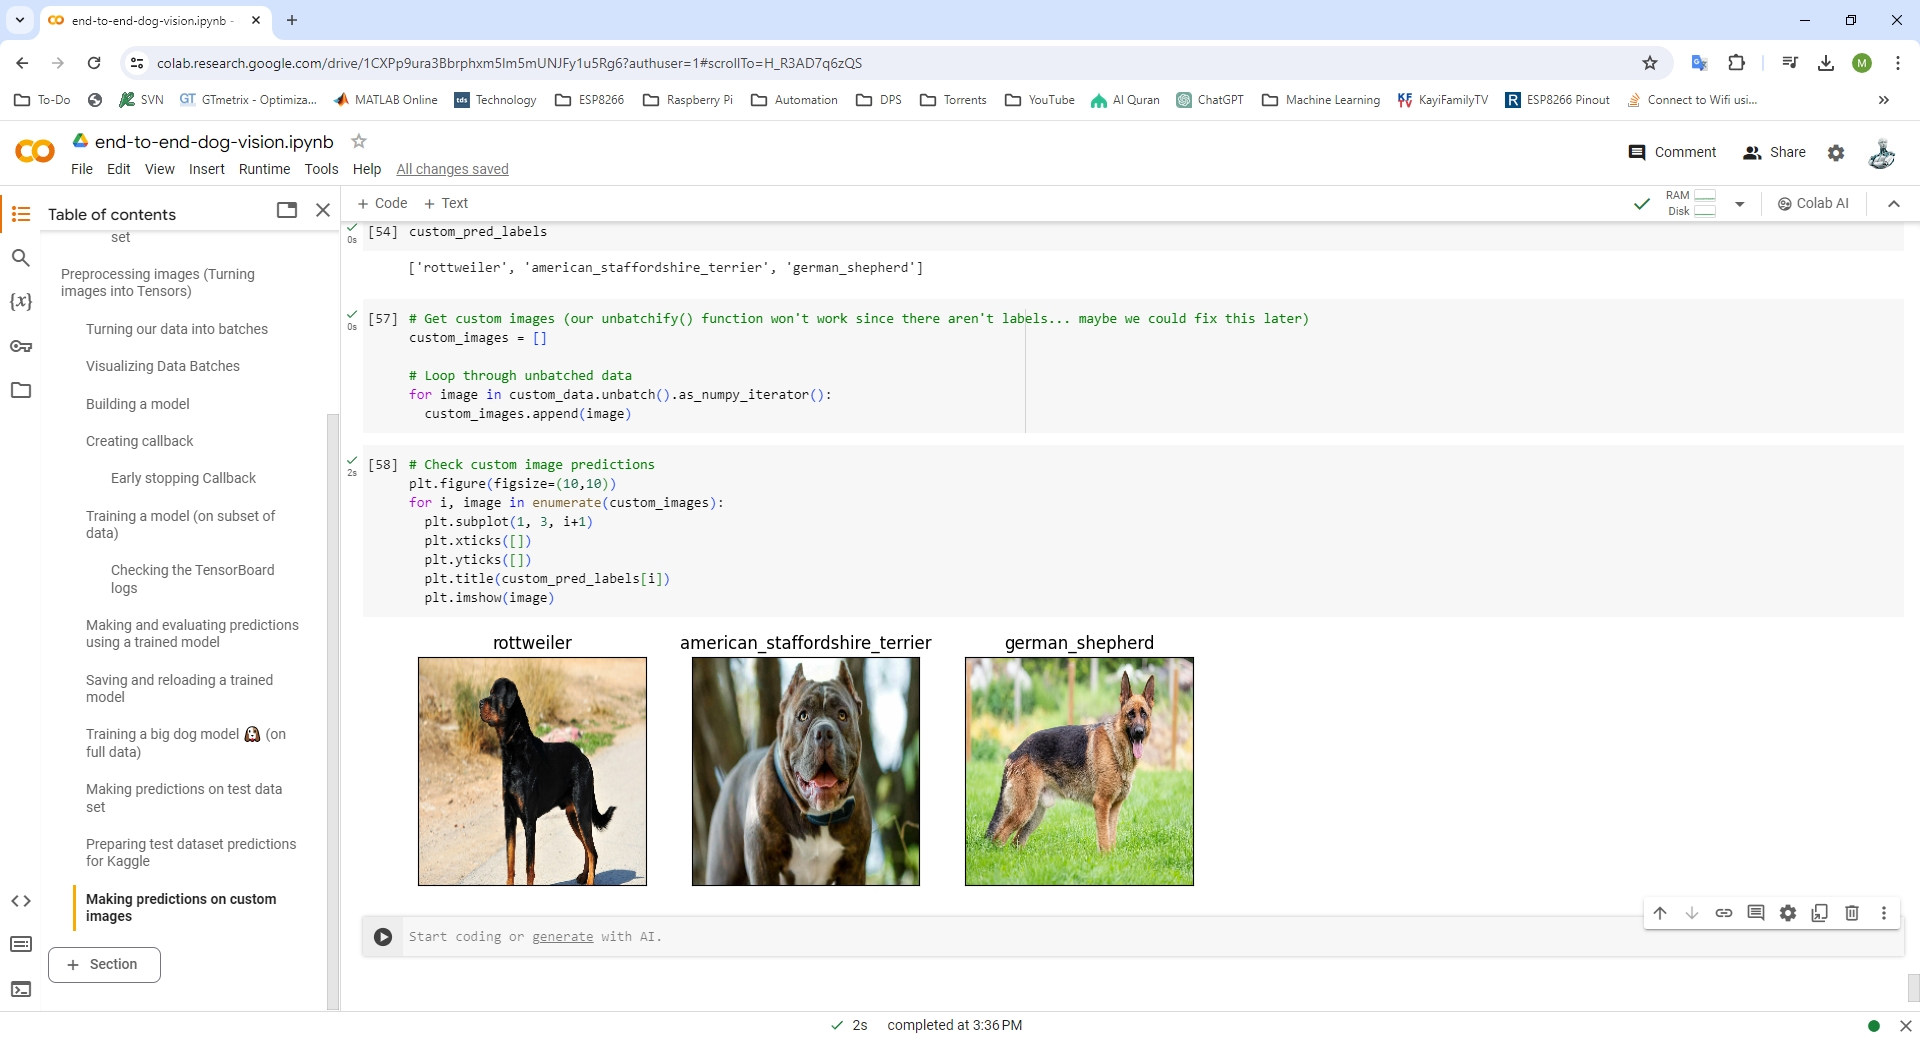 end-to-end-dog-vision.ipynb -
colab.research.google.com/drive/1CXPp9ura3Bbrphxm5lm5mUNJFy1u5Rg6?authuser=1#scrollTo=H_R3AD7q6zQS
M
To-Do
SVN
GT GTmetrix - Optimiza...
MATLAB Online
tds Technology
ESP8266
Raspberry Pi
Automation
DPS
Torrents
YouTube
AI Quran
ChatGPT
Machine Learning
KF KayiFamilyTV
R ESP8266 Pinout
Connect to Wifi usi...
end-to-end-dog-vision.ipynb
File Edit View Insert Runtime Tools Help All changes saved
Comment
Share
Table of contents
+ Code + Text
RAM
Disk
Colab AI
set
Preprocessing images (Turning
images into Tensors)
Turning our data into batches
Visualizing Data Batches
Building a model
Creating callback
Early stopping Callback
Training a model (on subset of
data)
Checking the TensorBoard
logs
Making and evaluating predictions
using a trained model
Saving and reloading a trained
model
Training a big dog model 🐶 (on
full data)
Making predictions on test data
set
Preparing test dataset predictions
for Kaggle
Making predictions on custom
images
+ Section
0s [54] custom_pred_labels
['rottweiler', 'american_staffordshire_terrier', 'german_shepherd']
0s [57] # Get custom images (our unbatchify() function won't work since there aren't labels... maybe we could fix this later)
custom_images = []
# Loop through unbatched data
for image in custom_data.unbatch().as_numpy_iterator():
custom_images.append(image)
2s [58] # Check custom image predictions
plt.figure(figsize=(10,10))
for i, image in enumerate(custom_images):
plt.subplot(1, 3, i+1)
plt.xticks([])
plt.yticks([])
plt.title(custom_pred_labels[i])
plt.imshow(image)
rottweiler
american_staffordshire_terrier
german_shepherd
Start coding or generate with AI.
2s completed at 3:36 PM